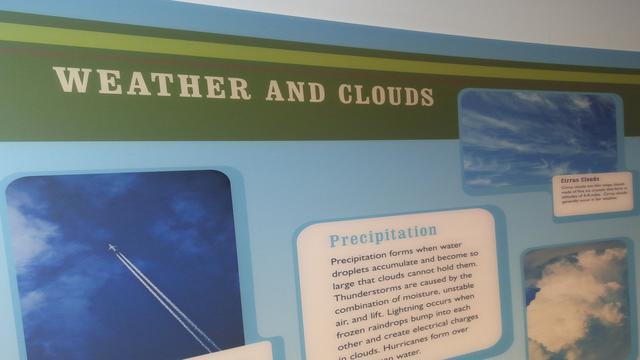 WEATHER AND CLOUDS
Cirrus Clouds
Precipitation
Precipitation forms when water
droplets accumulate and become so
large that clouds cannot hold them.
Thunderstorms are caused by the
combination of moisture, unstable
air, and lift. Lightning occurs when
frozen raindrops bump into each
other and create electrical charges
in clouds. Hurricanes form over
water.